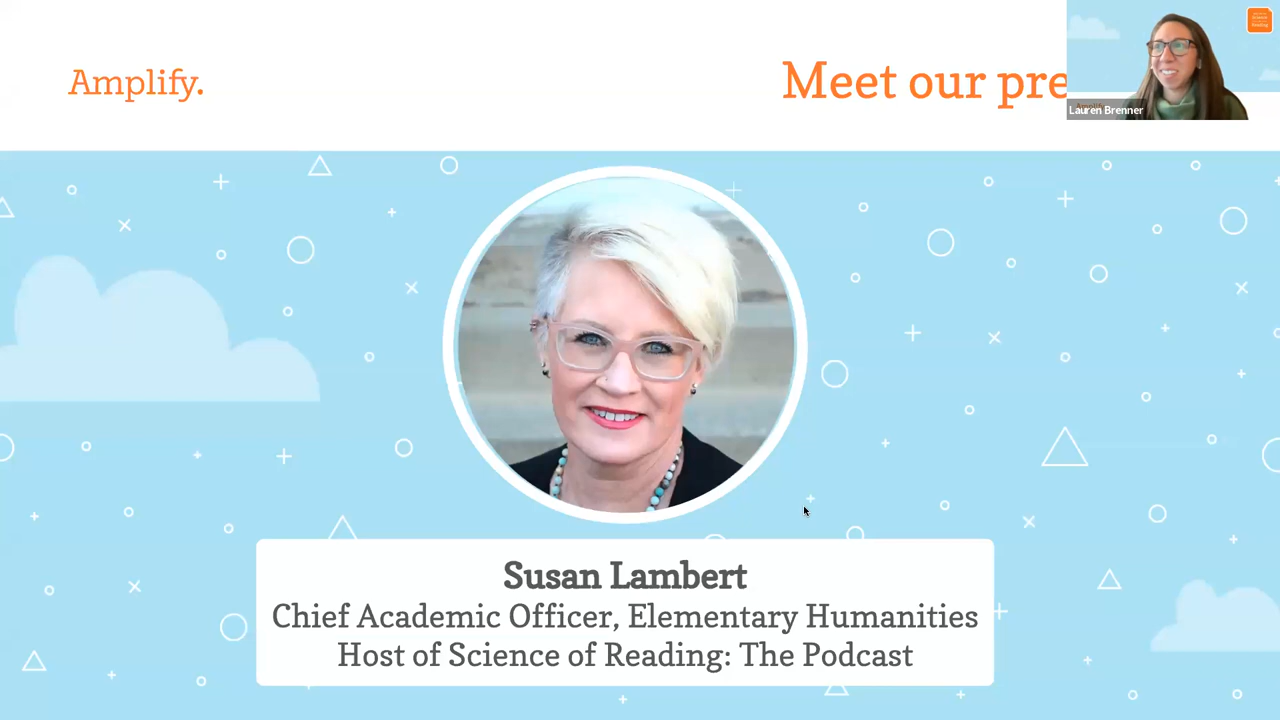 Amplify.
Meet our pre
Lauren Brenner
Susan Lambert
Chief Academic Officer, Elementary Humanities
Host of Science of Reading: The Podcast